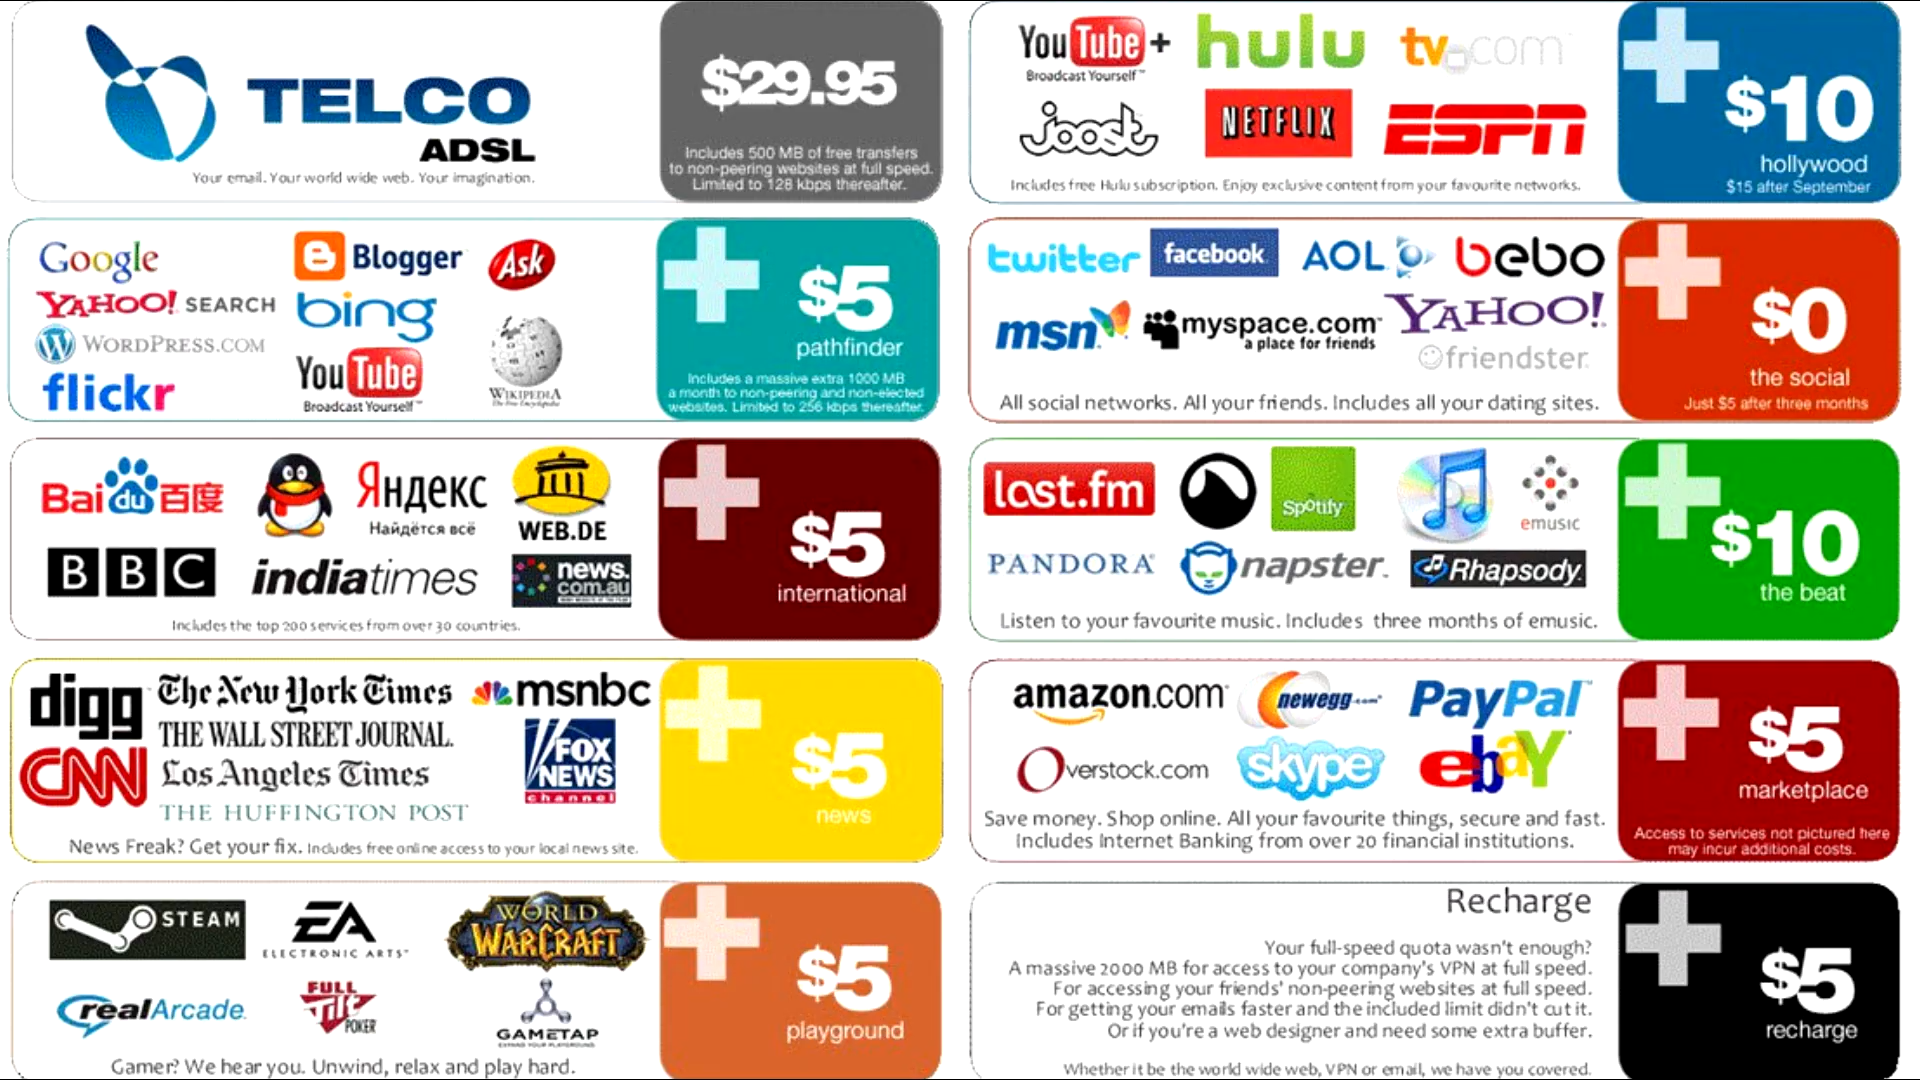 TELCO
ADSL
Your email. Your world wide web. Your imagination.
$29.95
Includes 500 MB of free transfers
to non-peering websites at full speed.
Limited to 128 kbps thereafter.
YouTube +
Broadcast Yourself™
hulu
tv.com
joost
NETFLIX
ESPN
Includes free Hulu subscription. Enjoy exclusive content from your favourite networks.
$10
hollywood
$15 after September
Google
Blogger
Ask
YAHOO! SEARCH
bing
WORDPRESS.COM
flickr
YouTube
Broadcast Yourself™
WIKIPEDIA
The Free Encyclopedia
$5
pathfinder
Includes a massive extra 1000 MB
a month to non-peering and non-elected
websites. Limited to 256 kbps thereafter.
twitter
facebook
AOL
bebo
msn
myspace.com™
a place for friends
YAHOO!
friendster
All social networks. All your friends. Includes all your dating sites.
$0
the social
Just $5 after three months
Bai du 百度
Яндекс
Найдётся всё
WEB.DE
BBC
indiatimes
news.
com.au
Includes the top 200 services from over 30 countries.
$5
international
last.fm
Spotify
emusic
PANDORA
napster.
Rhapsody
Listen to your favourite music. Includes three months of emusic.
$10
the beat
digg
The New York Times
msnbc
THE WALL STREET JOURNAL.
CNN
Los Angeles Times
FOX
NEWS
channel
THE HUFFINGTON POST
News Freak? Get your fix. Includes free online access to your local news site.
$5
news
amazon.com
newegg.com
PayPal™
Overstock.com
skype
ebaY
Save money. Shop online. All your favourite things, secure and fast.
Includes Internet Banking from over 20 financial institutions.
$5
marketplace
Access to services not pictured here
may incur additional costs.
STEAM
EA
ELECTRONIC ARTS™
WORLD
WARCRAFT
realArcade
FULL
TILT
POKER
GAMETAP
Gamer? We hear you. Unwind, relax and play hard.
$5
playground
Recharge
Your full-speed quota wasn't enough?
A massive 2000 MB for access to your company's VPN at full speed.
For accessing your friends' non-peering websites at full speed.
For getting your emails faster and the included limit didn't cut it.
Or if you're a web designer and need some extra buffer.
Whether it be the world wide web, VPN or email, we have you covered.
$5
recharge